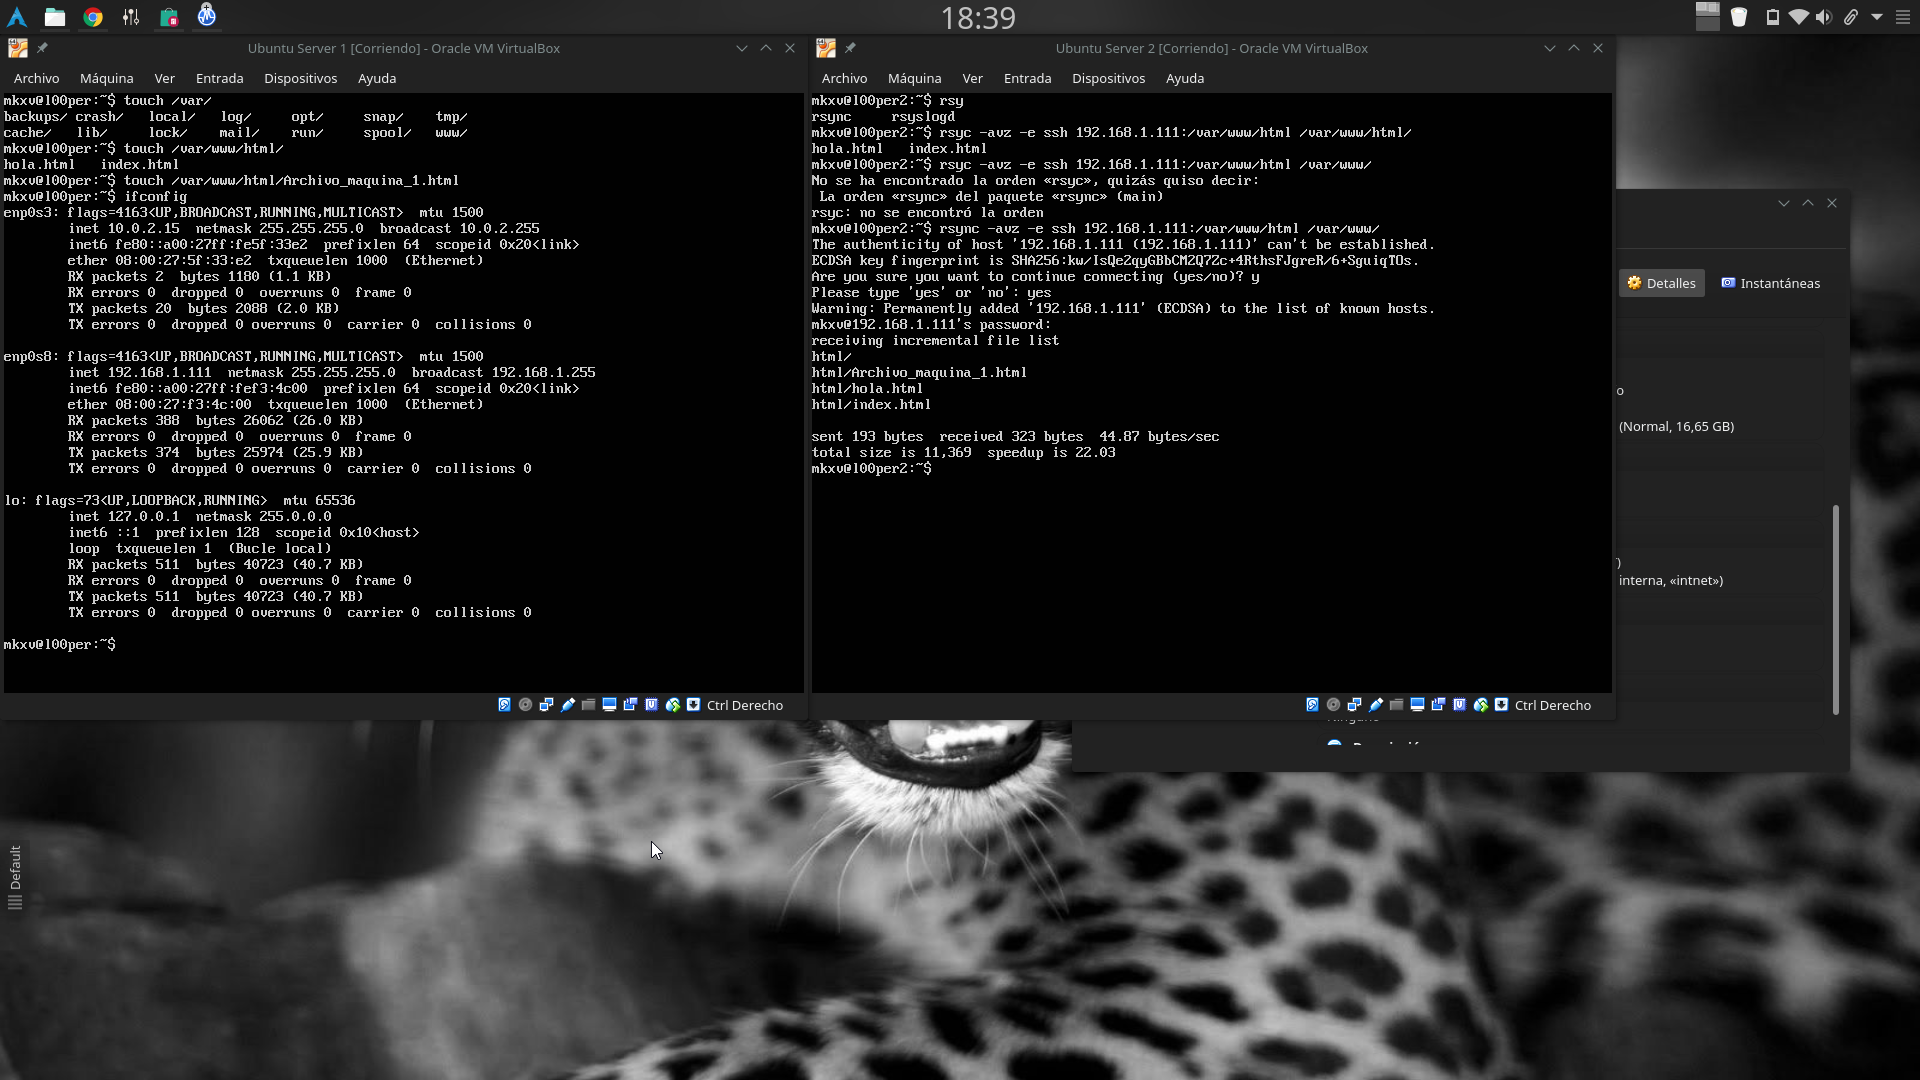 18:39
Ubuntu Server 1 [Corriendo] - Oracle VM VirtualBox
Archivo Máquina Ver Entrada Dispositivos Ayuda
mkxv@l00per:~$ touch /var/
backups/ crash/ local/ log/ opt/ snap/ tmp/
cache/ lib/ lock/ mail/ run/ spool/ www/
mkxv@l00per:~$ touch /var/www/html/
hola.html index.html
mkxv@l00per:~$ touch /var/www/html/Archivo_maquina_1.html
mkxv@l00per:~$ ifconfig
enp0s3: flags=4163<UP,BROADCAST,RUNNING,MULTICAST> mtu 1500
inet 10.0.2.15 netmask 255.255.255.0 broadcast 10.0.2.255
inet6 fe80::a00:27ff:fe5f:33e2 prefixlen 64 scopeid 0x20<link>
ether 08:00:27:5f:33:e2 txqueuelen 1000 (Ethernet)
RX packets 2 bytes 1180 (1.1 KB)
RX errors 0 dropped 0 overruns 0 frame 0
TX packets 20 bytes 2088 (2.0 KB)
TX errors 0 dropped 0 overruns 0 carrier 0 collisions 0
enp0s8: flags=4163<UP,BROADCAST,RUNNING,MULTICAST> mtu 1500
inet 192.168.1.111 netmask 255.255.255.0 broadcast 192.168.1.255
inet6 fe80::a00:27ff:fef3:4c00 prefixlen 64 scopeid 0x20<link>
ether 08:00:27:f3:4c:00 txqueuelen 1000 (Ethernet)
RX packets 388 bytes 26062 (26.0 KB)
RX errors 0 dropped 0 overruns 0 frame 0
TX packets 374 bytes 25974 (25.9 KB)
TX errors 0 dropped 0 overruns 0 carrier 0 collisions 0
lo: flags=73<UP,LOOPBACK,RUNNING> mtu 65536
inet 127.0.0.1 netmask 255.0.0.0
inet6 ::1 prefixlen 128 scopeid 0x10<host>
loop txqueuelen 1 (Bucle local)
RX packets 511 bytes 40723 (40.7 KB)
RX errors 0 dropped 0 overruns 0 frame 0
TX packets 511 bytes 40723 (40.7 KB)
TX errors 0 dropped 0 overruns 0 carrier 0 collisions 0
mkxv@l00per:~$
Ctrl Derecho
Ubuntu Server 2 [Corriendo] - Oracle VM VirtualBox
Archivo Máquina Ver Entrada Dispositivos Ayuda
mkxv@l00per2:~$ rsy
rsync rsyslogd
mkxv@l00per2:~$ rsyc -avz -e ssh 192.168.1.111:/var/www/html /var/www/html/
hola.html index.html
mkxv@l00per2:~$ rsyc -avz -e ssh 192.168.1.111:/var/www/html /var/www/
No se ha encontrado la orden «rsyc», quizás quiso decir:
La orden «rsync» del paquete «rsync» (main)
rsyc: no se encontró la orden
mkxv@l00per2:~$ rsync -avz -e ssh 192.168.1.111:/var/www/html /var/www/
The authenticity of host '192.168.1.111 (192.168.1.111)' can't be established.
ECDSA key fingerprint is SHA256:kw/IsQe2qyGBbCM2Q7Zc+4RthsFJgreR/6+SguiqTOs.
Are you sure you want to continue connecting (yes/no)? y
Please type 'yes' or 'no': yes
Warning: Permanently added '192.168.1.111' (ECDSA) to the list of known hosts.
mkxv@192.168.1.111's password:
receiving incremental file list
html/
html/Archivo_maquina_1.html
html/hola.html
html/index.html
sent 193 bytes received 323 bytes 44.87 bytes/sec
total size is 11,369 speedup is 22.03
mkxv@l00per2:~$
Ctrl Derecho
Detalles Instantáneas
o
(Normal, 16,65 GB)
)
interna, «intnet»)
Default